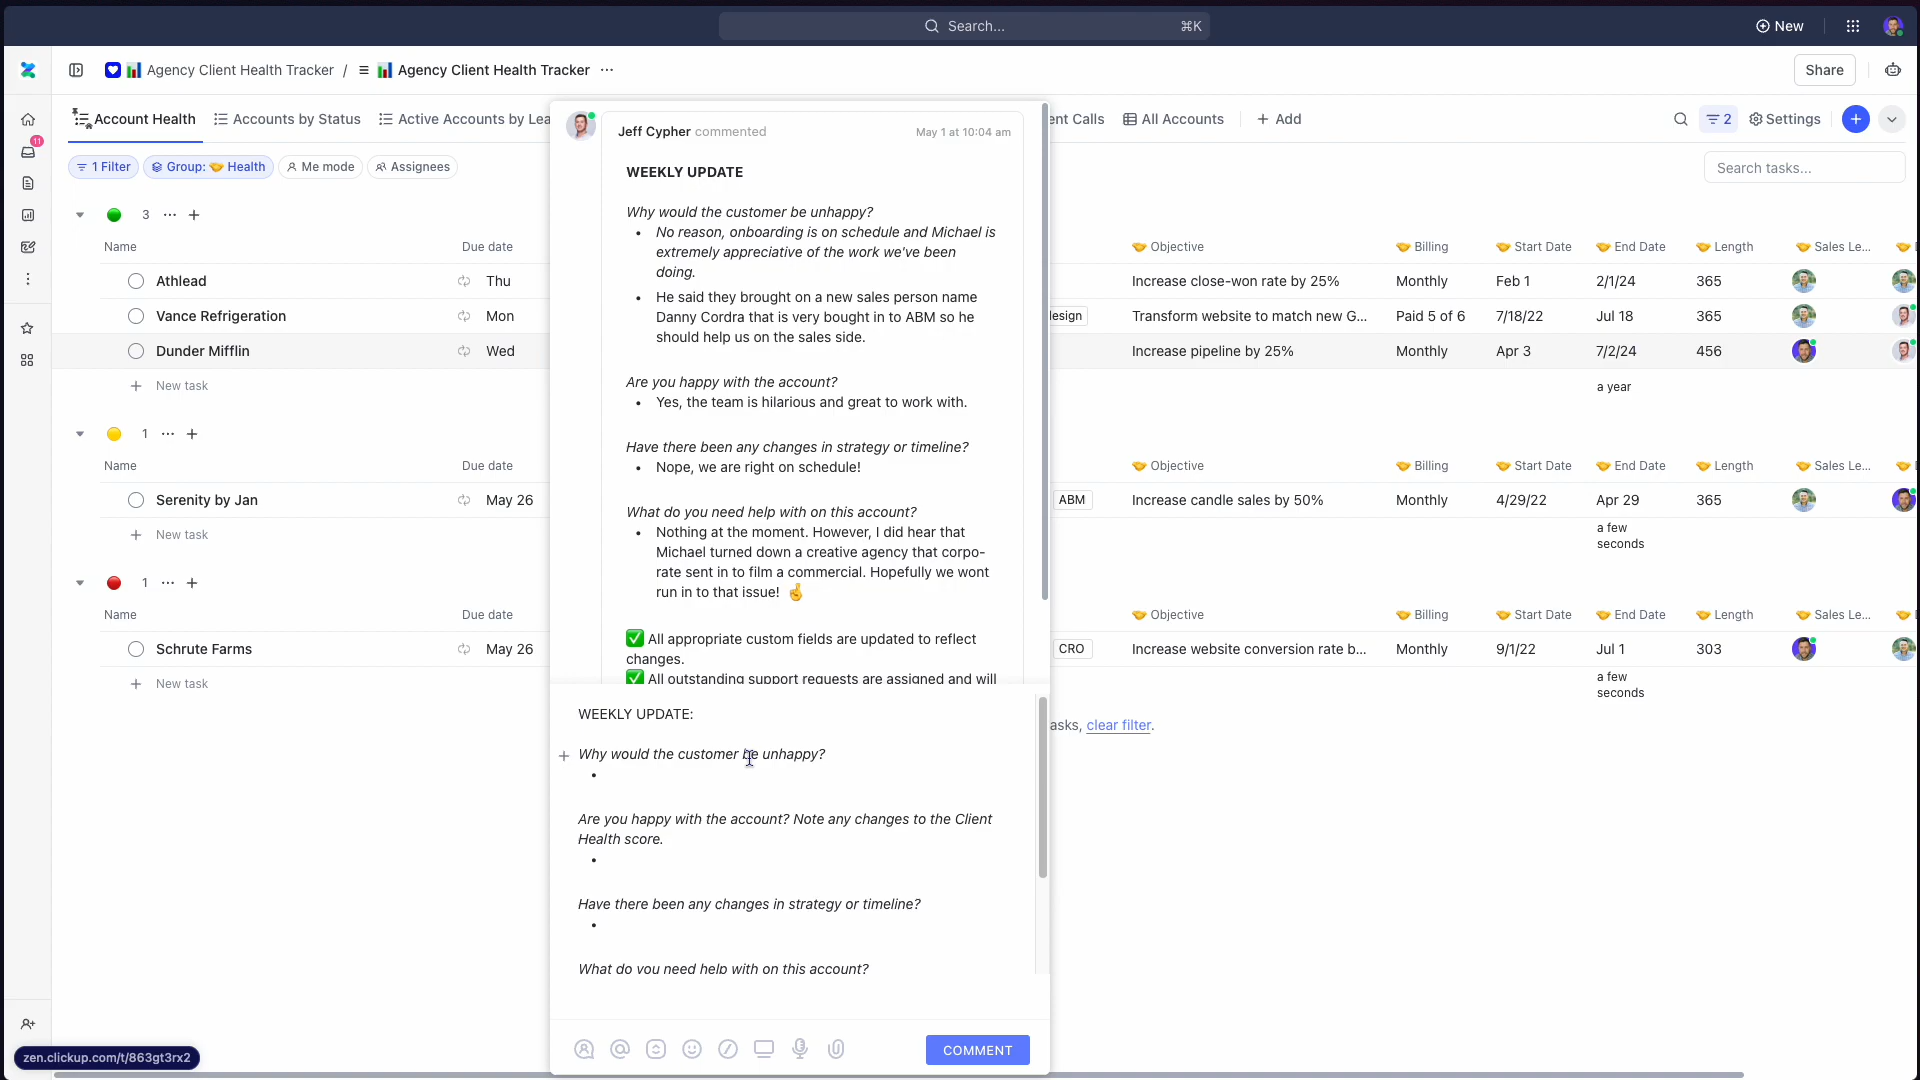 Search...
⌘K
New
Agency Client Health Tracker / Agency Client Health Tracker ...
Share
11
Account Health
Accounts by Status
Active Accounts by Lea
ent Calls
All Accounts
+ Add
2
Settings
1 Filter
Group: Health
Me mode
Assignees
Search tasks...
3
Name
Due date
Objective
Billing
Start Date
End Date
Length
Sales Le...
Athlead
Thu
Increase close-won rate by 25%
Monthly
Feb 1
2/1/24
365
Vance Refrigeration
Mon
esign
Transform website to match new G...
Paid 5 of 6
7/18/22
Jul 18
365
Dunder Mifflin
Wed
Increase pipeline by 25%
Monthly
Apr 3
7/2/24
456
New task
a year
1
Name
Due date
Objective
Billing
Start Date
End Date
Length
Sales Le...
Serenity by Jan
May 26
ABM
Increase candle sales by 50%
Monthly
4/29/22
Apr 29
365
New task
a few
seconds
1
Name
Due date
Objective
Billing
Start Date
End Date
Length
Sales Le...
Schrute Farms
May 26
CRO
Increase website conversion rate b...
Monthly
9/1/22
Jul 1
303
New task
a few
seconds
asks, clear filter.
Jeff Cypher commented
May 1 at 10:04 am
WEEKLY UPDATE
Why would the customer be unhappy?
• No reason, onboarding is on schedule and Michael is
extremely appreciative of the work we've been
doing.
• He said they brought on a new sales person name
Danny Cordra that is very bought in to ABM so he
should help us on the sales side.
Are you happy with the account?
• Yes, the team is hilarious and great to work with.
Have there been any changes in strategy or timeline?
• Nope, we are right on schedule!
What do you need help with on this account?
• Nothing at the moment. However, I did hear that
Michael turned down a creative agency that corpo-
rate sent in to film a commercial. Hopefully we wont
run in to that issue! 🤞
✅ All appropriate custom fields are updated to reflect
changes.
✅ All outstanding support requests are assigned and will
WEEKLY UPDATE:
Why would the customer be unhappy?
•
Are you happy with the account? Note any changes to the Client
Health score.
•
Have there been any changes in strategy or timeline?
•
What do you need help with on this account?
COMMENT
zen.clickup.com/t/863gt3rx2